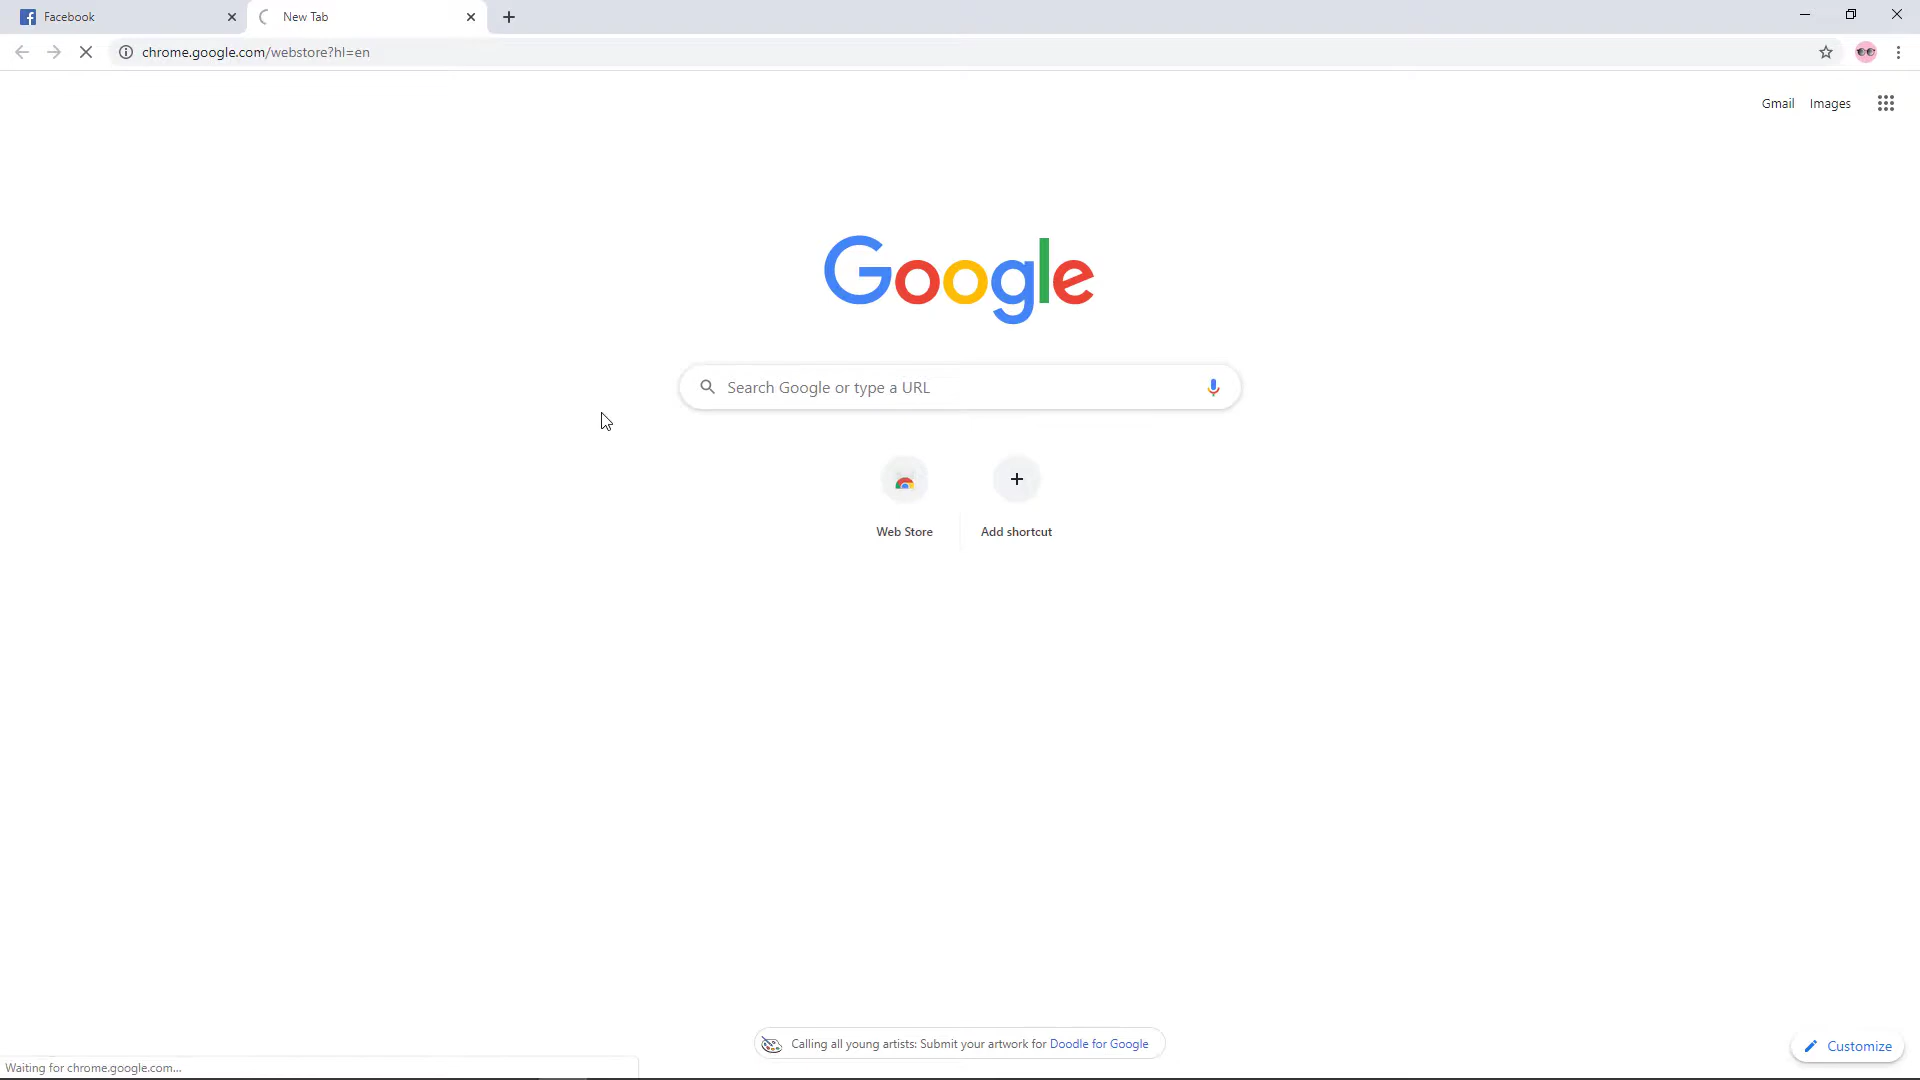 Facebook
New Tab
chrome.google.com/webstore?hl=en
Gmail
Images
Google
Search Google or type a URL
Web Store
Add shortcut
Calling all young artists: Submit your artwork for Doodle for Google
Customize
Waiting for chrome.google.com...